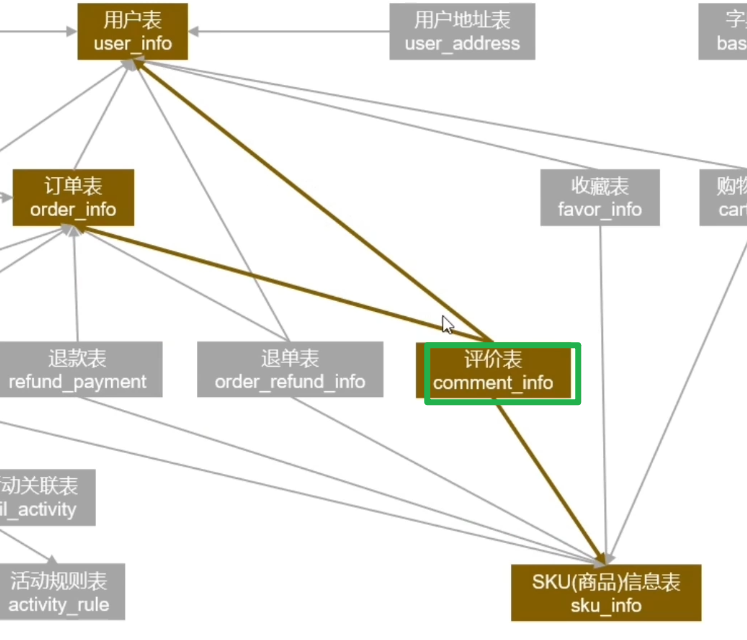 用户表
user_info
用户地址表
user_address
字
bas
订单表
order_info
收藏表
favor_info
购物
car
退款表
refund_payment
退单表
order_refund_info
评价表
comment_info
动关联表
il_activity
活动规则表
activity_rule
SKU(商品)信息表
sku_info